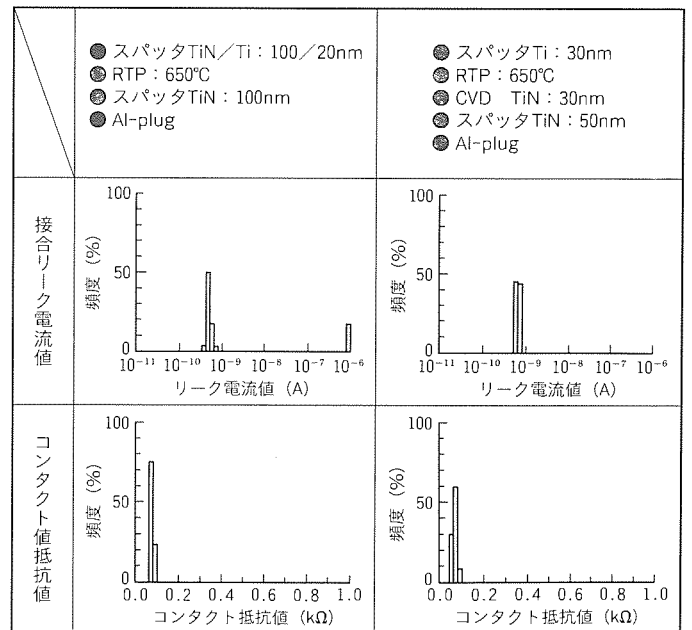 ● スパッタTiN／Ti：100／20nm
● RTP：650℃
● スパッタTiN：100nm
● Al-plug
● スパッタTi：30nm
● RTP：650℃
● CVD TiN：30nm
● スパッタTiN：50nm
● Al-plug
接合リーク電流値
100
50
0
頻度（%）
10⁻¹¹ 10⁻¹⁰ 10⁻⁹ 10⁻⁸ 10⁻⁷ 10⁻⁶
リーク電流値（A）
100
50
0
頻度（%）
10⁻¹¹ 10⁻¹⁰ 10⁻⁹ 10⁻⁸ 10⁻⁷ 10⁻⁶
リーク電流値（A）
コンタクト値抵抗値
100
50
0
頻度（%）
0.0 0.2 0.4 0.6 0.8 1.0
コンタクト抵抗値（kΩ）
100
50
0
頻度（%）
0.0 0.2 0.4 0.6 0.8 1.0
コンタクト抵抗値（kΩ）